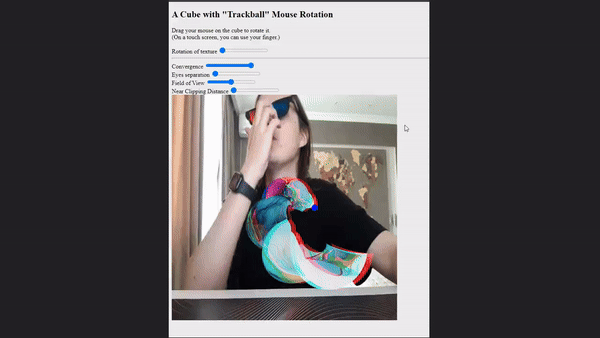 A Cube with "Trackball" Mouse Rotation
Drag your mouse on the cube to rotate it.
(On a touch screen, you can use your finger.)
Rotation of texture
Convergence
Eyes separation
Field of View
Near Clipping Distance